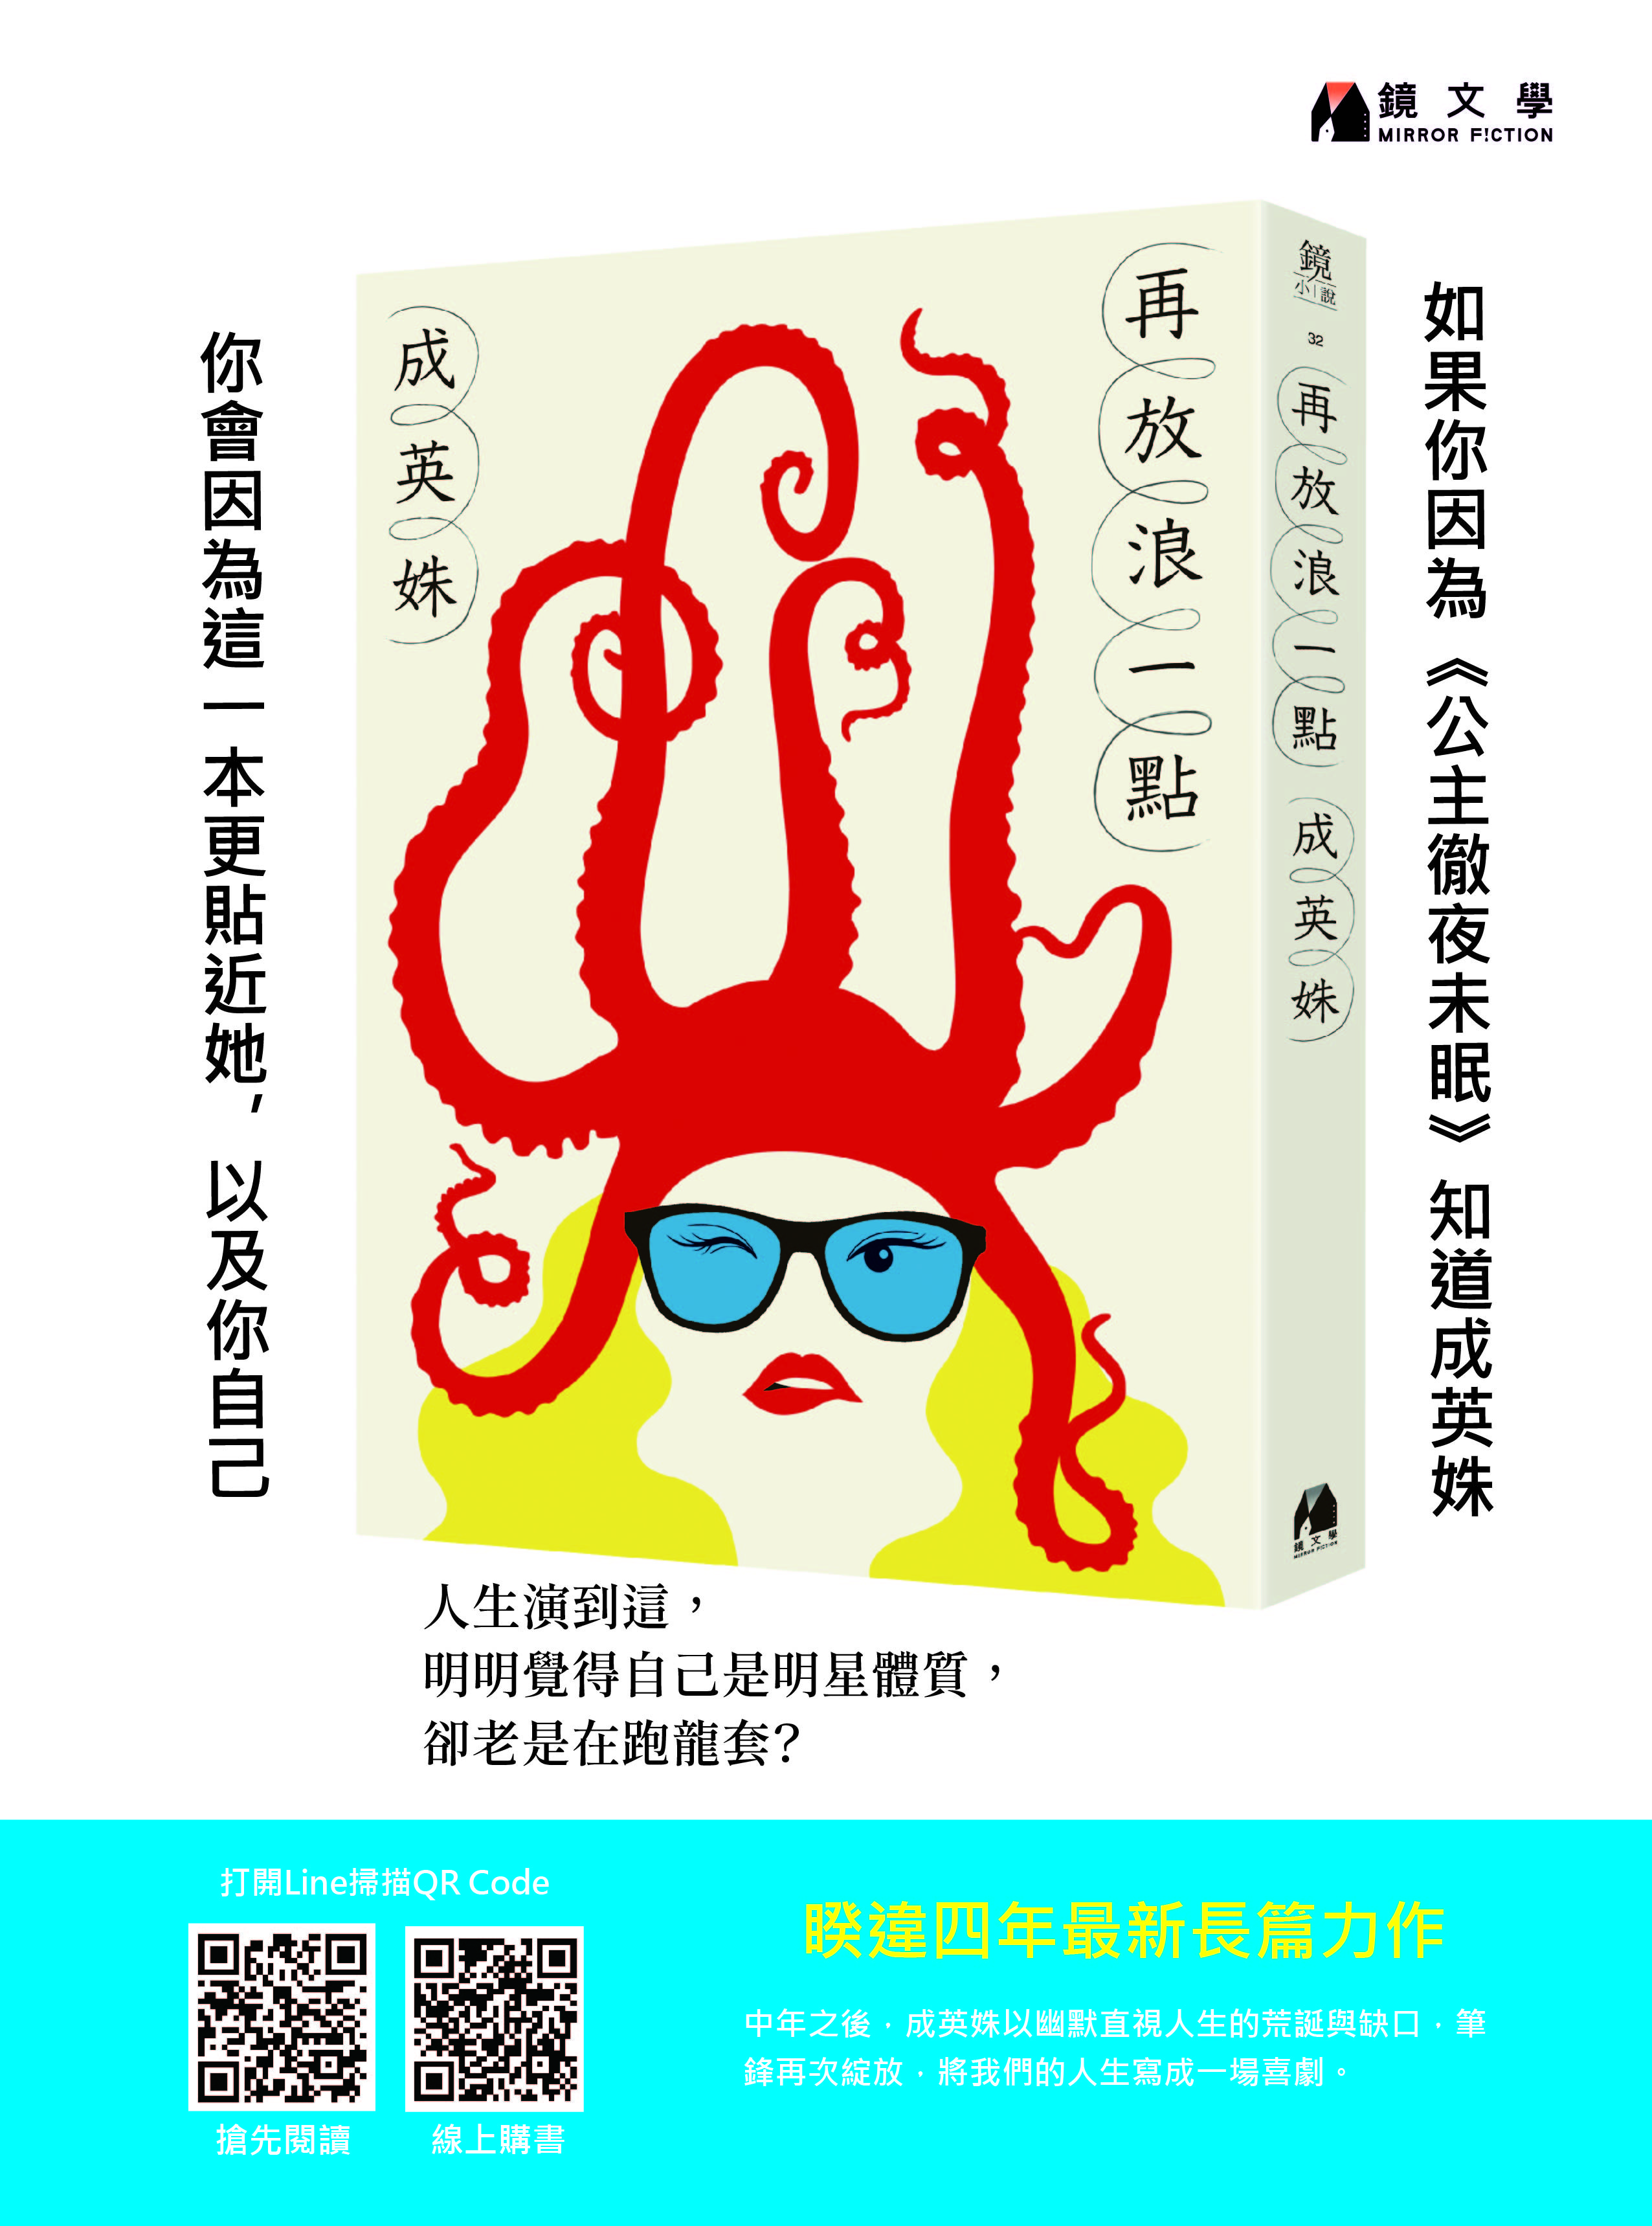 鏡文學
MIRROR F!CTION
如果你因為《公主徹夜未眠》知道成英姝
你會因為這一本更貼近她，以及你自己
再放浪一點
成英姝
鏡
小說
32
再放浪一點
成英姝
鏡文學
MIRROR FICTION
人生演到這，
明明覺得自己是明星體質，
卻老是在跑龍套？
打開Line掃描QR Code
搶先閱讀
線上購書
睽違四年最新長篇力作
中年之後，成英姝以幽默直視人生的荒誕與缺口，筆
鋒再次綻放，將我們的人生寫成一場喜劇。